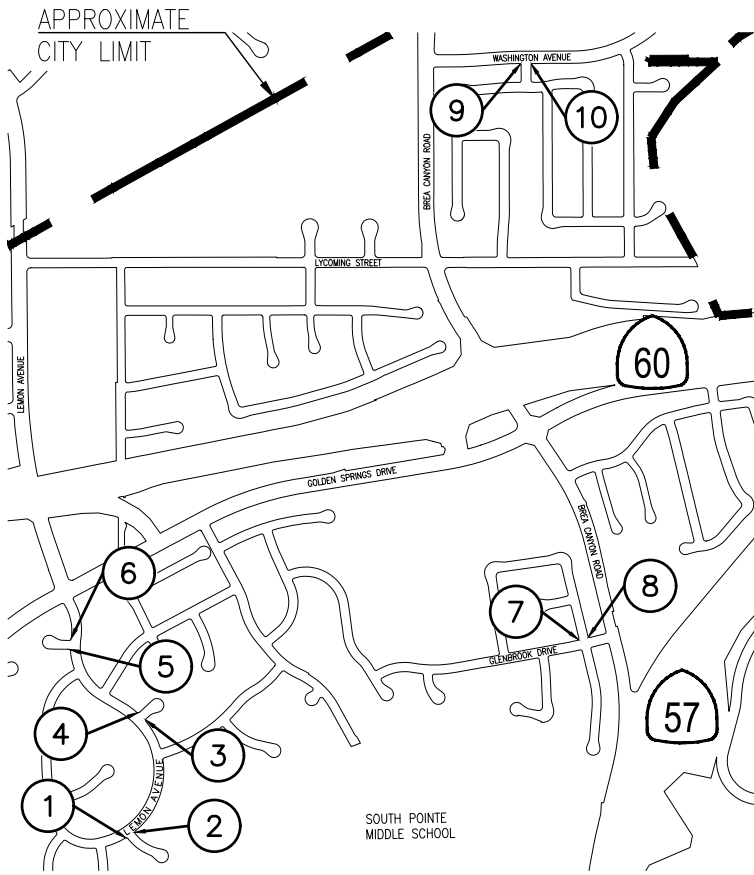 APPROXIMATE
CITY LIMIT
WASHINGTON AVENUE
9
10
BREA CANYON ROAD
LYCOMING STREET
60
LEMON AVENUE
GOLDEN SPRINGS DRIVE
BREA CANYON ROAD
6
8
7
5
GLENBROOK DRIVE
57
4
3
LEMON AVENUE
1
2
SOUTH POINTE
MIDDLE SCHOOL